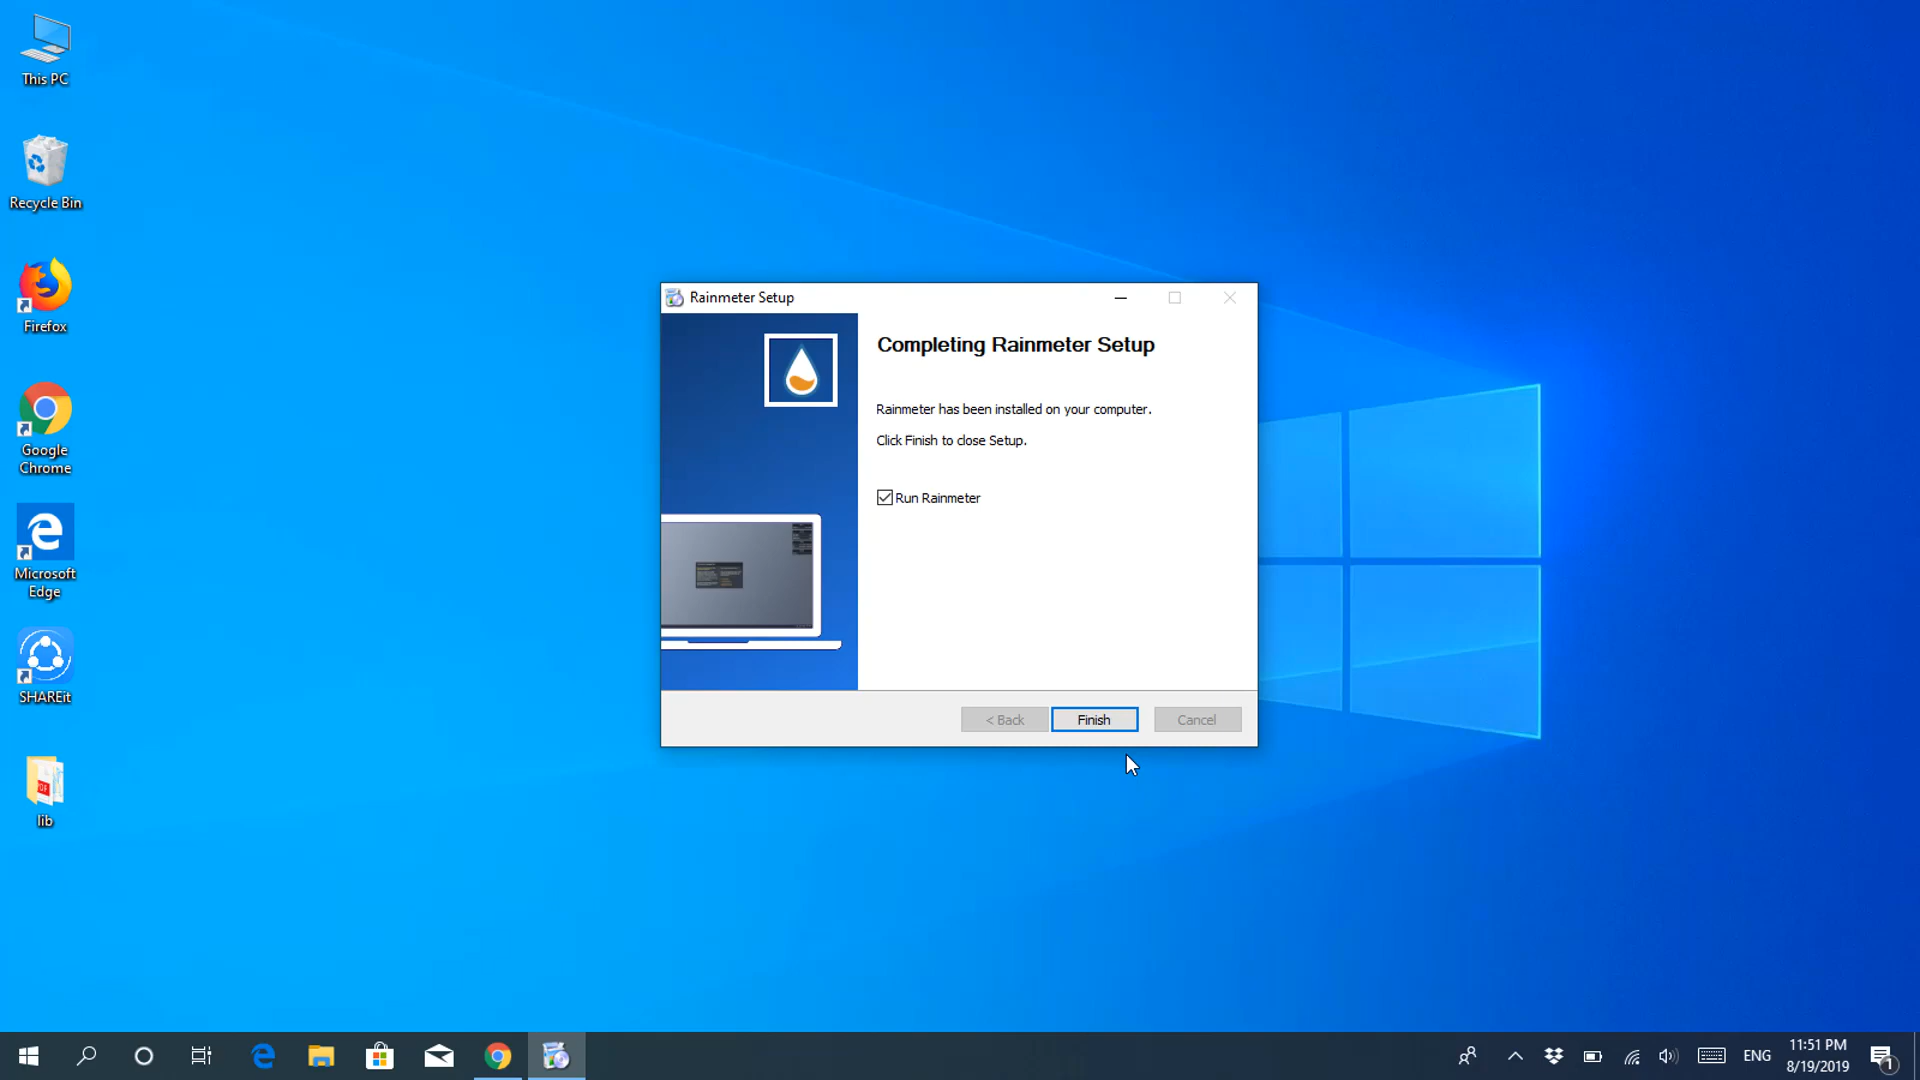 This PC
Recycle Bin
Firefox
Google
Chrome
Microsoft
Edge
SHAREit
lib
Rainmeter Setup
Completing Rainmeter Setup
Rainmeter has been installed on your computer.
Click Finish to close Setup.
Run Rainmeter
< Back
Finish
Cancel
ENG
11:51 PM
8/19/2019
1